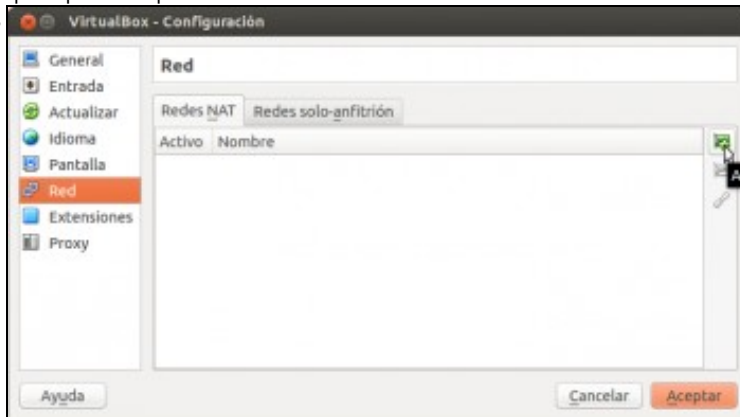 VirtualBox - Configuración
General
Entrada
Actualizar
Idioma
Pantalla
Red
Extensiones
Proxy
Red
Redes NAT Redes solo-anfitrión
Activo Nombre
A
Ayuda Cancelar Aceptar